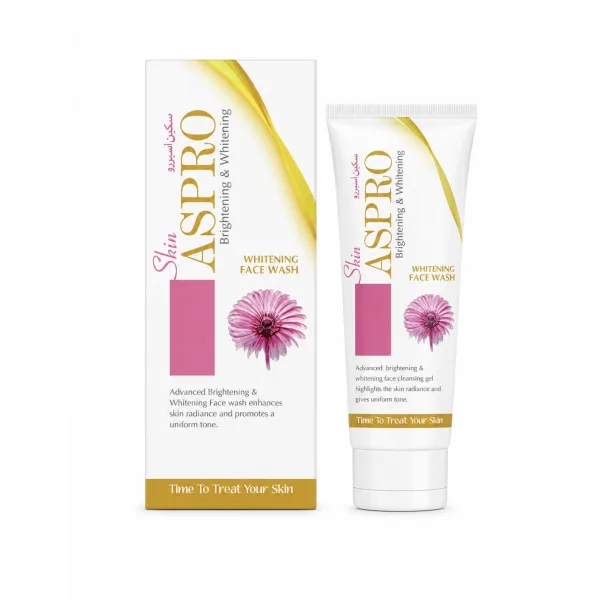 Skin
ASPRO
سكين اسپرو
Brightening & Whitening
WHITENING
FACE WASH
Advanced Brightening &
Whitening Face wash enhances
skin radiance and promotes a
uniform tone.
Time To Treat Your Skin
Skin
ASPRO
سكين اسپرو
Brightening & Whitening
WHITENING
FACE WASH
Advanced brightening &
whitening face cleansing gel
highlights the skin radiance and
gives uniform tone.
Time To Treat Your Skin